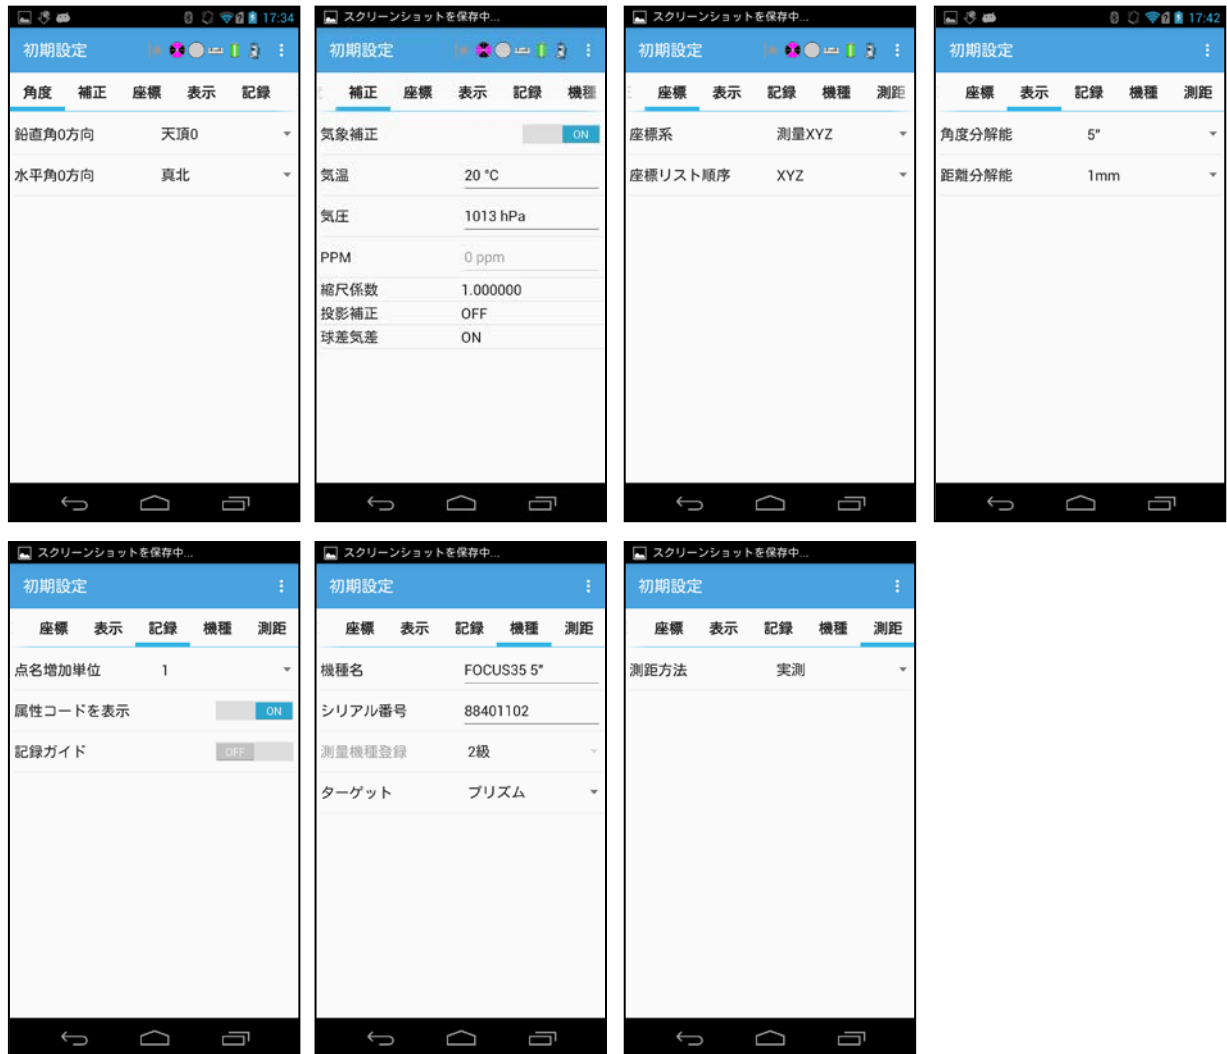 17:34
初期設定
角度 補正 座標 表示 記録
鉛直角0方向 天頂0
水平角0方向 真北
スクリーンショットを保存中...
初期設定
補正 座標 表示 記録 機種
気象補正 ON
気温 20 °C
気圧 1013 hPa
PPM 0 ppm
縮尺係数 1.000000
投影補正 OFF
球差気差 ON
スクリーンショットを保存中...
初期設定
座標 表示 記録 機種 測距
座標系 測量XYZ
座標リスト順序 XYZ
17:42
初期設定
座標 表示 記録 機種 測距
角度分解能 5"
距離分解能 1mm
スクリーンショットを保存中...
初期設定
座標 表示 記録 機種 測距
点名増加単位 1
属性コードを表示 ON
記録ガイド OFF
スクリーンショットを保存中...
初期設定
座標 表示 記録 機種 測距
機種名 FOCUS35 5"
シリアル番号 88401102
測量機種登録 2級
ターゲット プリズム
スクリーンショットを保存中...
初期設定
座標 表示 記録 機種 測距
測距方法 実測